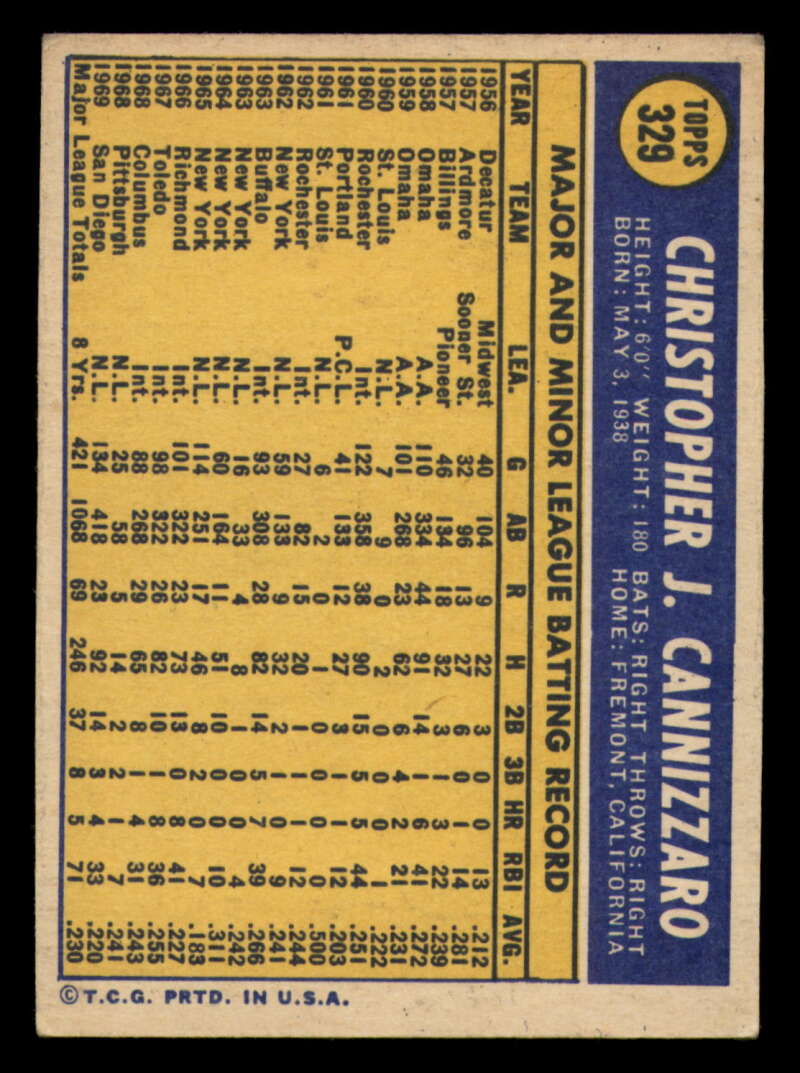 TOPPS
329
CHRISTOPHER J. CANNIZZARO
HEIGHT: 6'0" WEIGHT: 180 BATS: RIGHT THROWS: RIGHT
BORN: MAY 3, 1938 HOME: FREMONT, CALIFORNIA
MAJOR AND MINOR LEAGUE BATTING RECORD
YEAR TEAM LEA. G AB R H 2B 3B HR RBI AVG.
1956 Decatur Midwest 40 104 9 22 3 0 0 13 .212
1957 Ardmore Sooner St. 32 96 13 27 6 0 1 14 .281
1957 Billings Pioneer 46 134 18 32 3 1 3 22 .239
1958 Omaha A.A. 110 334 44 91 14 1 6 41 .272
1959 Omaha A.A. 101 268 23 62 6 4 2 21 .231
1960 St. Louis N.L. 7 9 0 2 0 0 0 1 .222
1960 Rochester Int. 122 358 38 90 15 5 5 44 .251
1961 Portland P.C.L. 41 133 12 27 3 1 1 12 .203
1961 St. Louis N.L. 6 2 0 1 0 0 0 0 .500
1962 Rochester Int. 27 82 15 20 0 1 1 12 .244
1962 New York N.L. 59 133 9 32 2 1 0 9 .241
1963 Buffalo Int. 93 308 28 82 14 5 7 39 .266
1963 New York N.L. 16 33 4 8 1 0 0 4 .242
1964 New York N.L. 60 164 11 51 10 0 0 10 .311
1965 New York N.L. 114 251 17 46 8 2 0 7 .183
1966 Richmond Int. 101 322 23 73 13 0 8 41 .227
1967 Toledo Int. 98 322 26 82 10 1 8 36 .255
1968 Columbus Int. 88 268 29 65 8 1 4 31 .243
1968 Pittsburgh N.L. 25 58 5 14 2 2 1 7 .241
1969 San Diego N.L. 134 418 23 92 14 3 4 33 .220
Major League Totals 8 Yrs. 421 1068 69 246 37 8 5 71 .230
© T.C.G. PRTD. IN U.S.A.